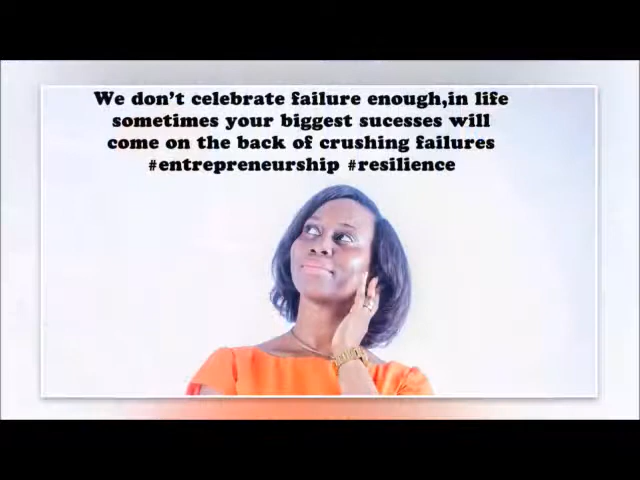 We don't celebrate failure enough,in life
sometimes your biggest sucesses will
come on the back of crushing failures
#entrepreneurship #resilience